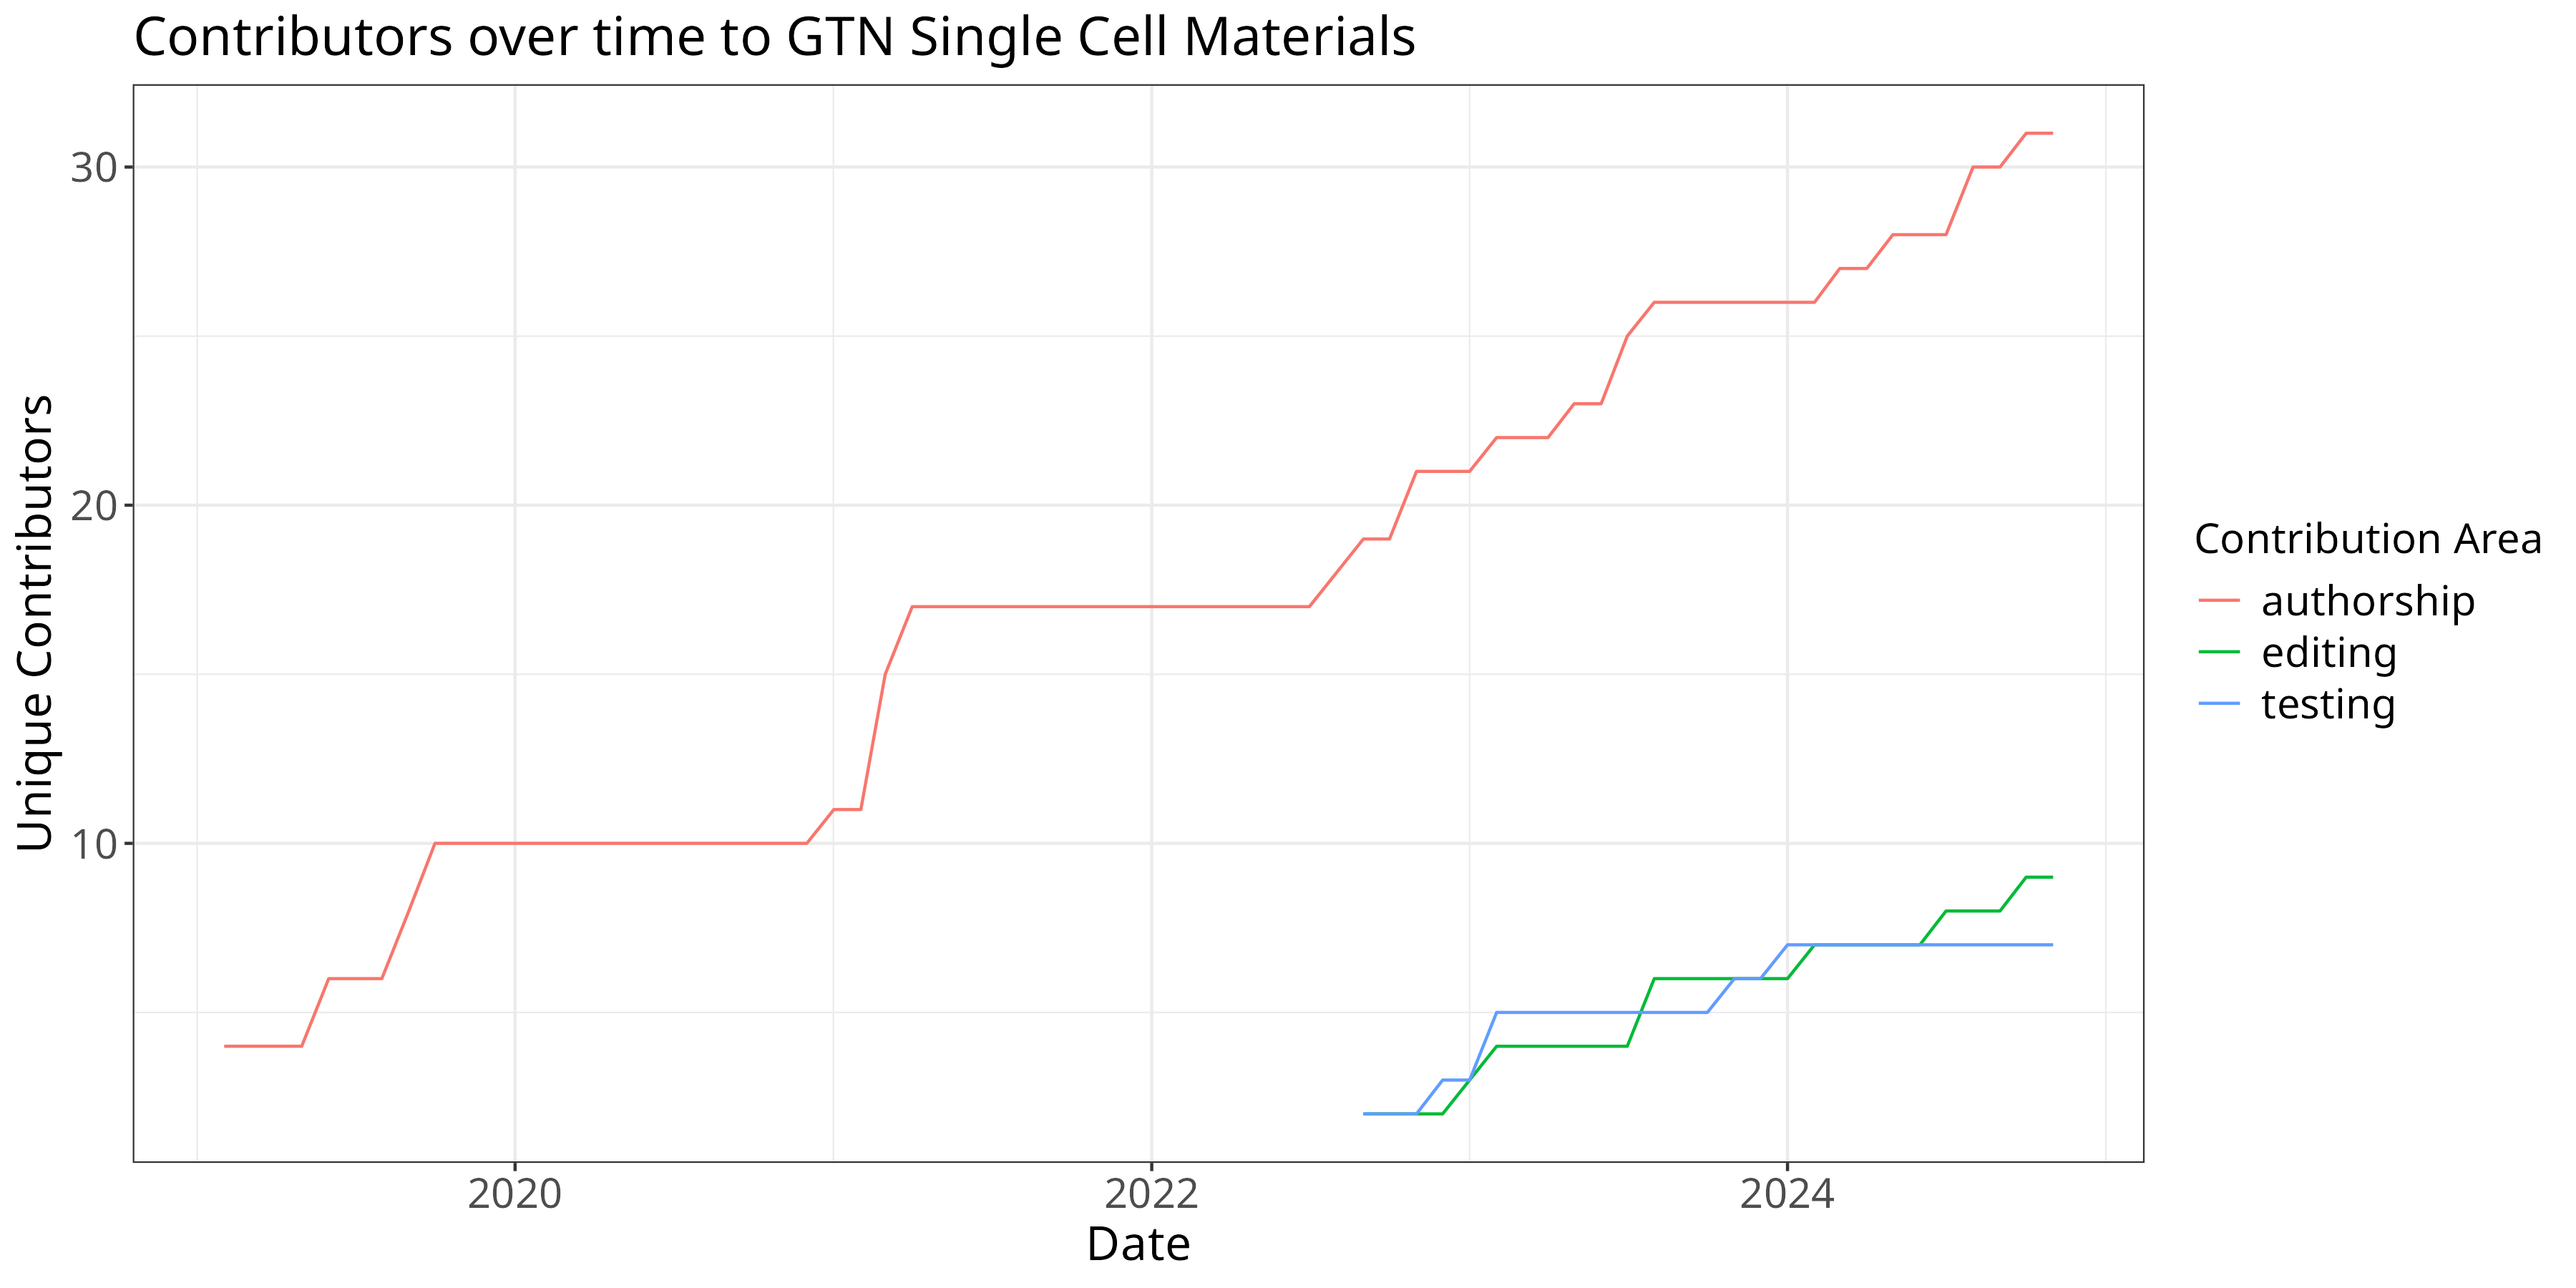 Contributors over time to GTN Single Cell Materials
Unique Contributors
30
20
10
2020
2022
2024
Date
Contribution Area
authorship
editing
testing